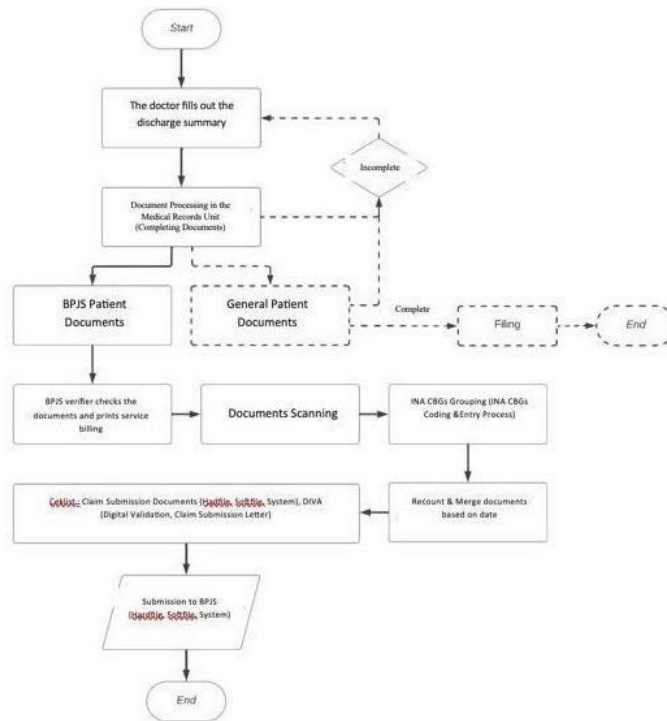 Start
The doctor fills out the
discharge summary
Incomplete
Document Processing in the
Medical Records Unit
(Completing Documents)
BPJS Patient
Documents
General Patient
Documents
Complete
Filing
End
BPJS verifier checks the
documents and prints service
billing
Documents Scanning
INA CBGs Grouping (INA CBGs
Coding &Entry Process)
Ceklist : Claim Submission Documents (Hadfile, Softfile, System), DIVA
(Digital Validation, Claim Submission Letter)
Recount & Merge documents
based on date
Submission to BPJS
(Hardfile, Softfile, System)
End